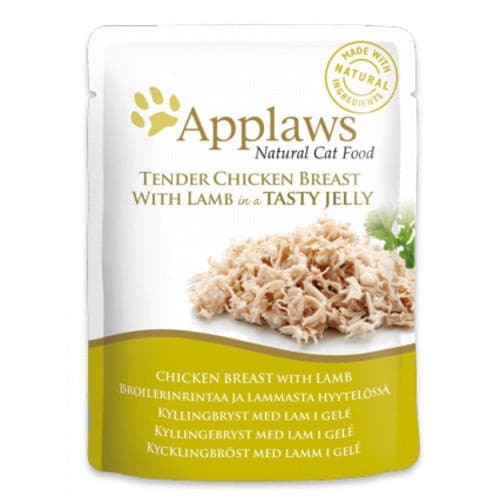 MADE WITH
NATURAL
INGREDIENTS
Applaws
Natural Cat Food
TENDER CHICKEN BREAST
WITH LAMB in a TASTY JELLY
CHICKEN BREAST WITH LAMB
BROJLERINRINTAA JA LAMMASTA HYYTELÖSSÄ
KYLLINGBRYST MED LAM I GELÉ
KYLLINGEBRYST MED LAM I GELÉ
KYCKLINGBRÖST MED LAMM I GELÉ